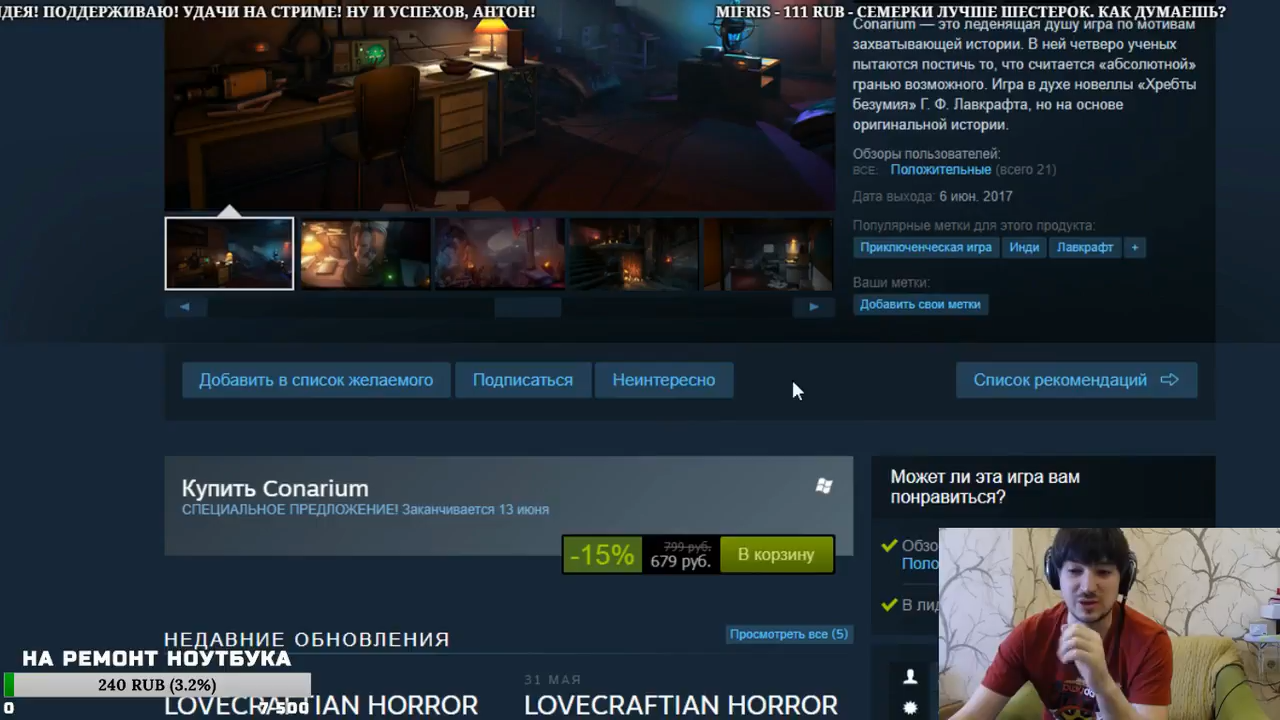 ДЕЯ! ПОДДЕРЖИВАЮ! УДАЧИ НА СТРИМЕ! НУ И УСПЕХОВ, АНТОН!
MIFRIS - 111 RUB - СЕМЕРКИ ЛУЧШЕ ШЕСТЕРОК. КАК ДУМАЕШЬ?
Conarium — это леденящая душу игра по мотивам
захватывающей истории. В ней четверо ученых
пытаются постичь то, что считается «абсолютной»
гранью возможного. Игра в духе новеллы «Хребты
безумия» Г. Ф. Лавкрафта, но на основе
оригинальной истории.
Обзоры пользователей:
ВСЕ: Положительные (всего 21)
Дата выхода: 6 июн. 2017
Популярные метки для этого продукта:
Приключенческая игра Инди Лавкрафт +
Ваши метки:
Добавить свои метки
Добавить в список желаемого Подписаться Неинтересно Список рекомендаций
Купить Conarium
СПЕЦИАЛЬНОЕ ПРЕДЛОЖЕНИЕ! Заканчивается 13 июня
-15% 799 руб. 679 руб. В корзину
Может ли эта игра вам
понравиться?
Обзо
Поло
В лид
НЕДАВНИЕ ОБНОВЛЕНИЯ
Просмотреть все (5)
31 МАЯ
LOVECRAFTIAN HORROR
LOVECRAFTIAN HORROR
НА РЕМОНТ НОУТБУКА
240 RUB (3.2%)
0
7 500